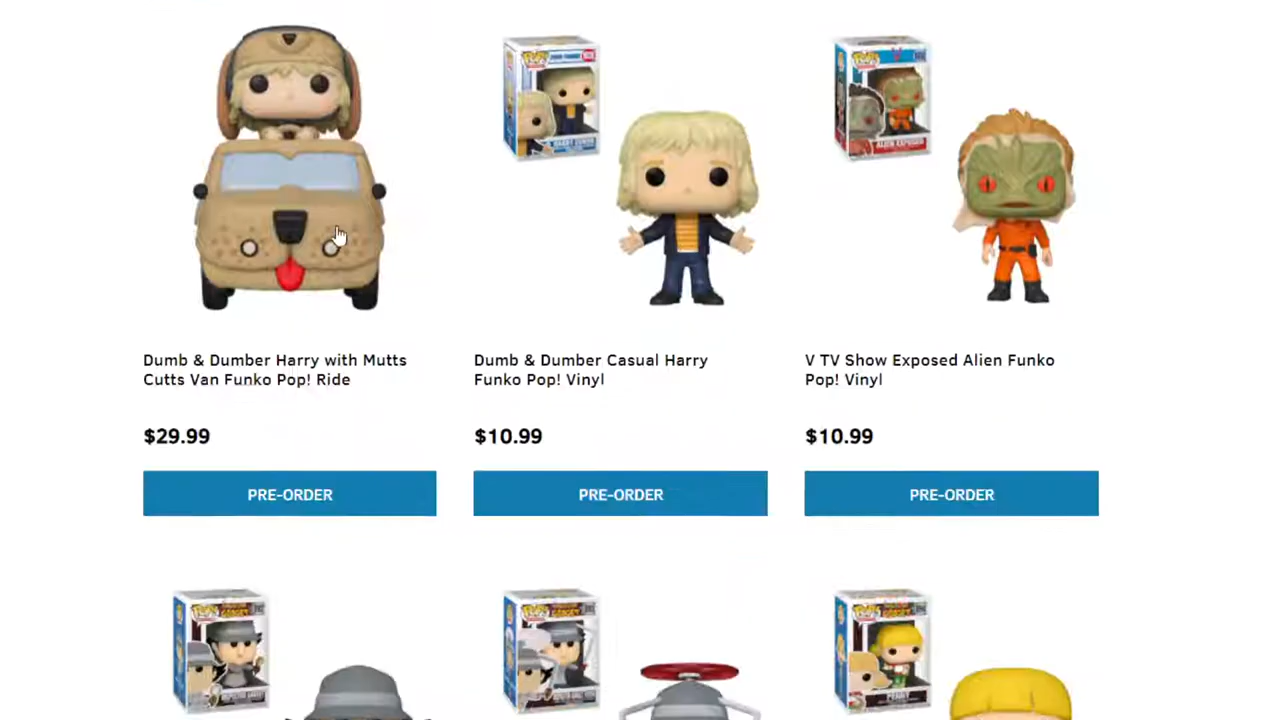 Dumb & Dumber Harry with Mutts
Cutts Van Funko Pop! Ride
$29.99
PRE-ORDER
Dumb & Dumber Casual Harry
Funko Pop! Vinyl
$10.99
PRE-ORDER
V TV Show Exposed Alien Funko
Pop! Vinyl
$10.99
PRE-ORDER